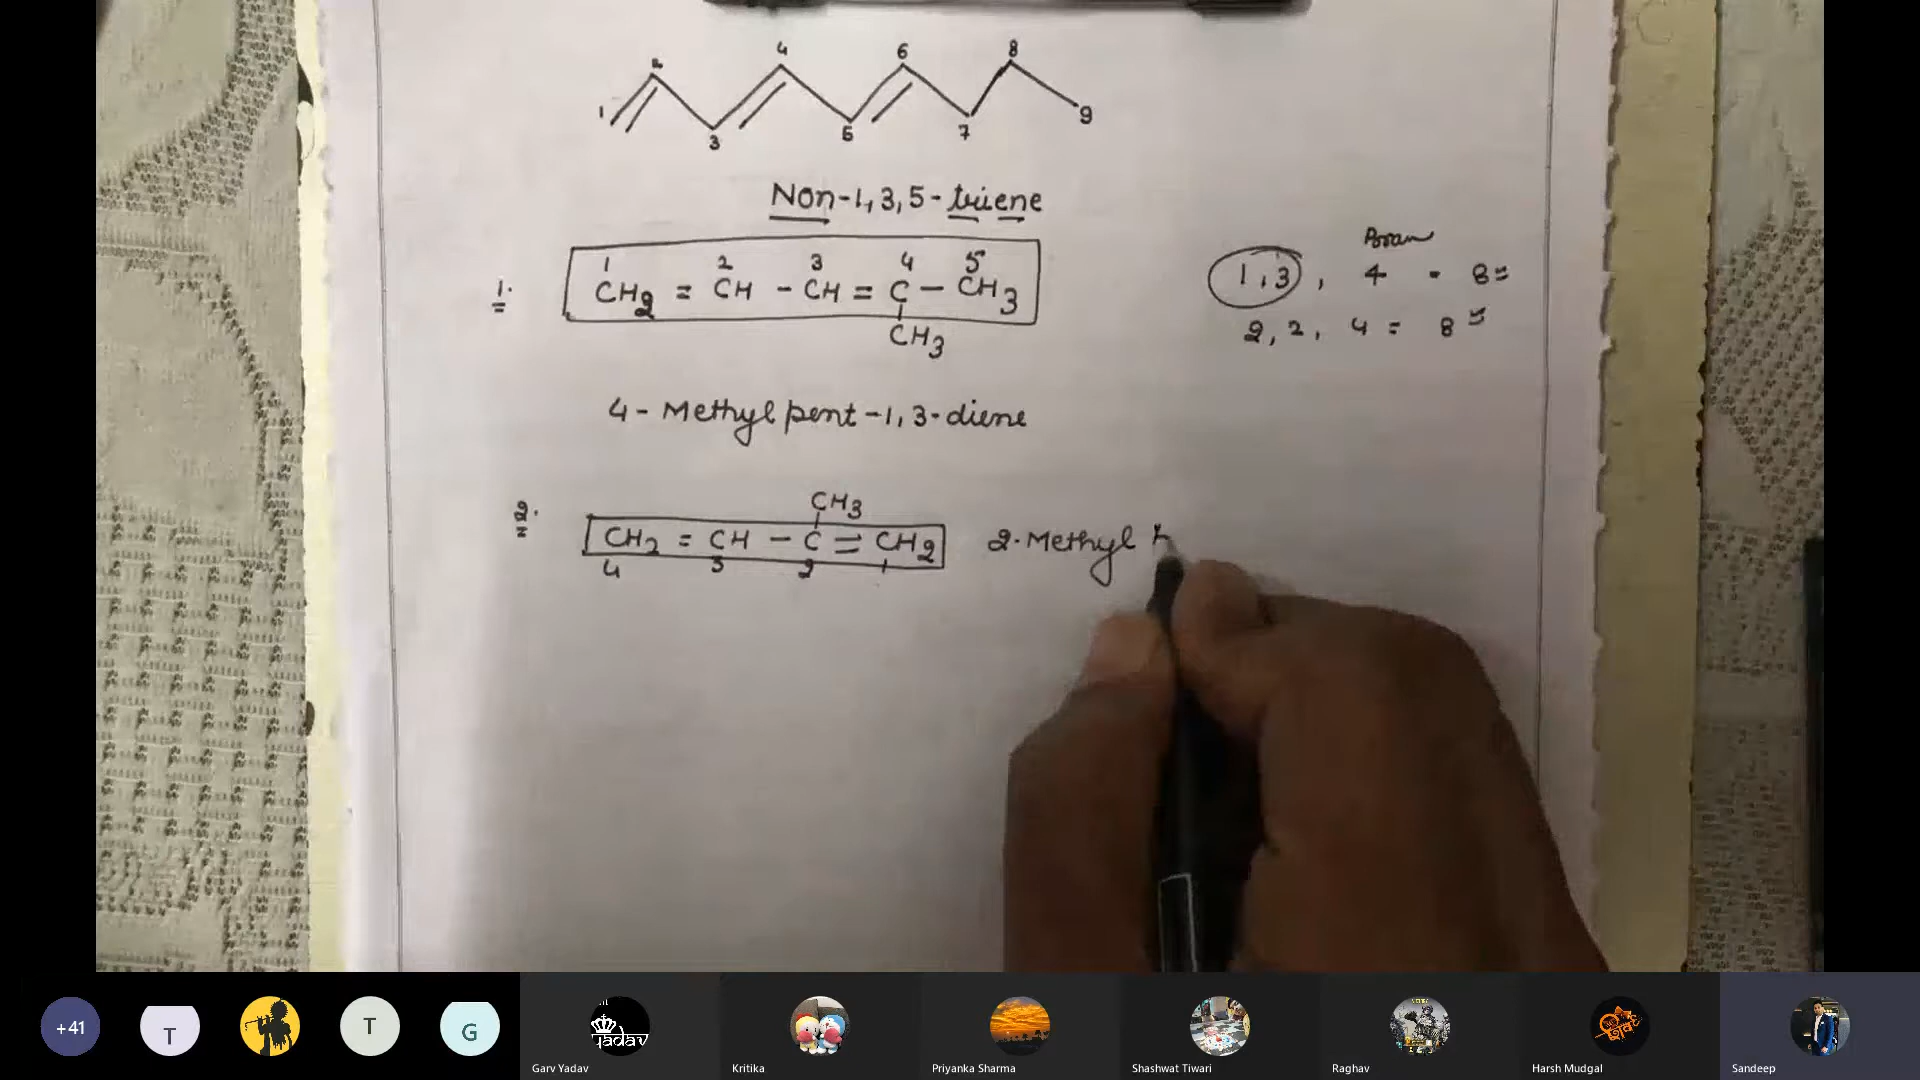 2 4 6 8
1 3 5 7 9
Non-1,3,5-triene
1 2 3 4 5
1. CH2 = CH - CH = C - CH3
CH3
1,3, 4 = 8
2, 2, 4 = 8
4-Methyl pent-1,3-diene
CH3
2. CH2 = CH - C = CH2 2-Methyl
4 3 2 1
+41 T T G
yadav
Garv Yadav Kritika Priyanka Sharma Shashwat Tiwari Raghav Harsh Mudgal Sandeep